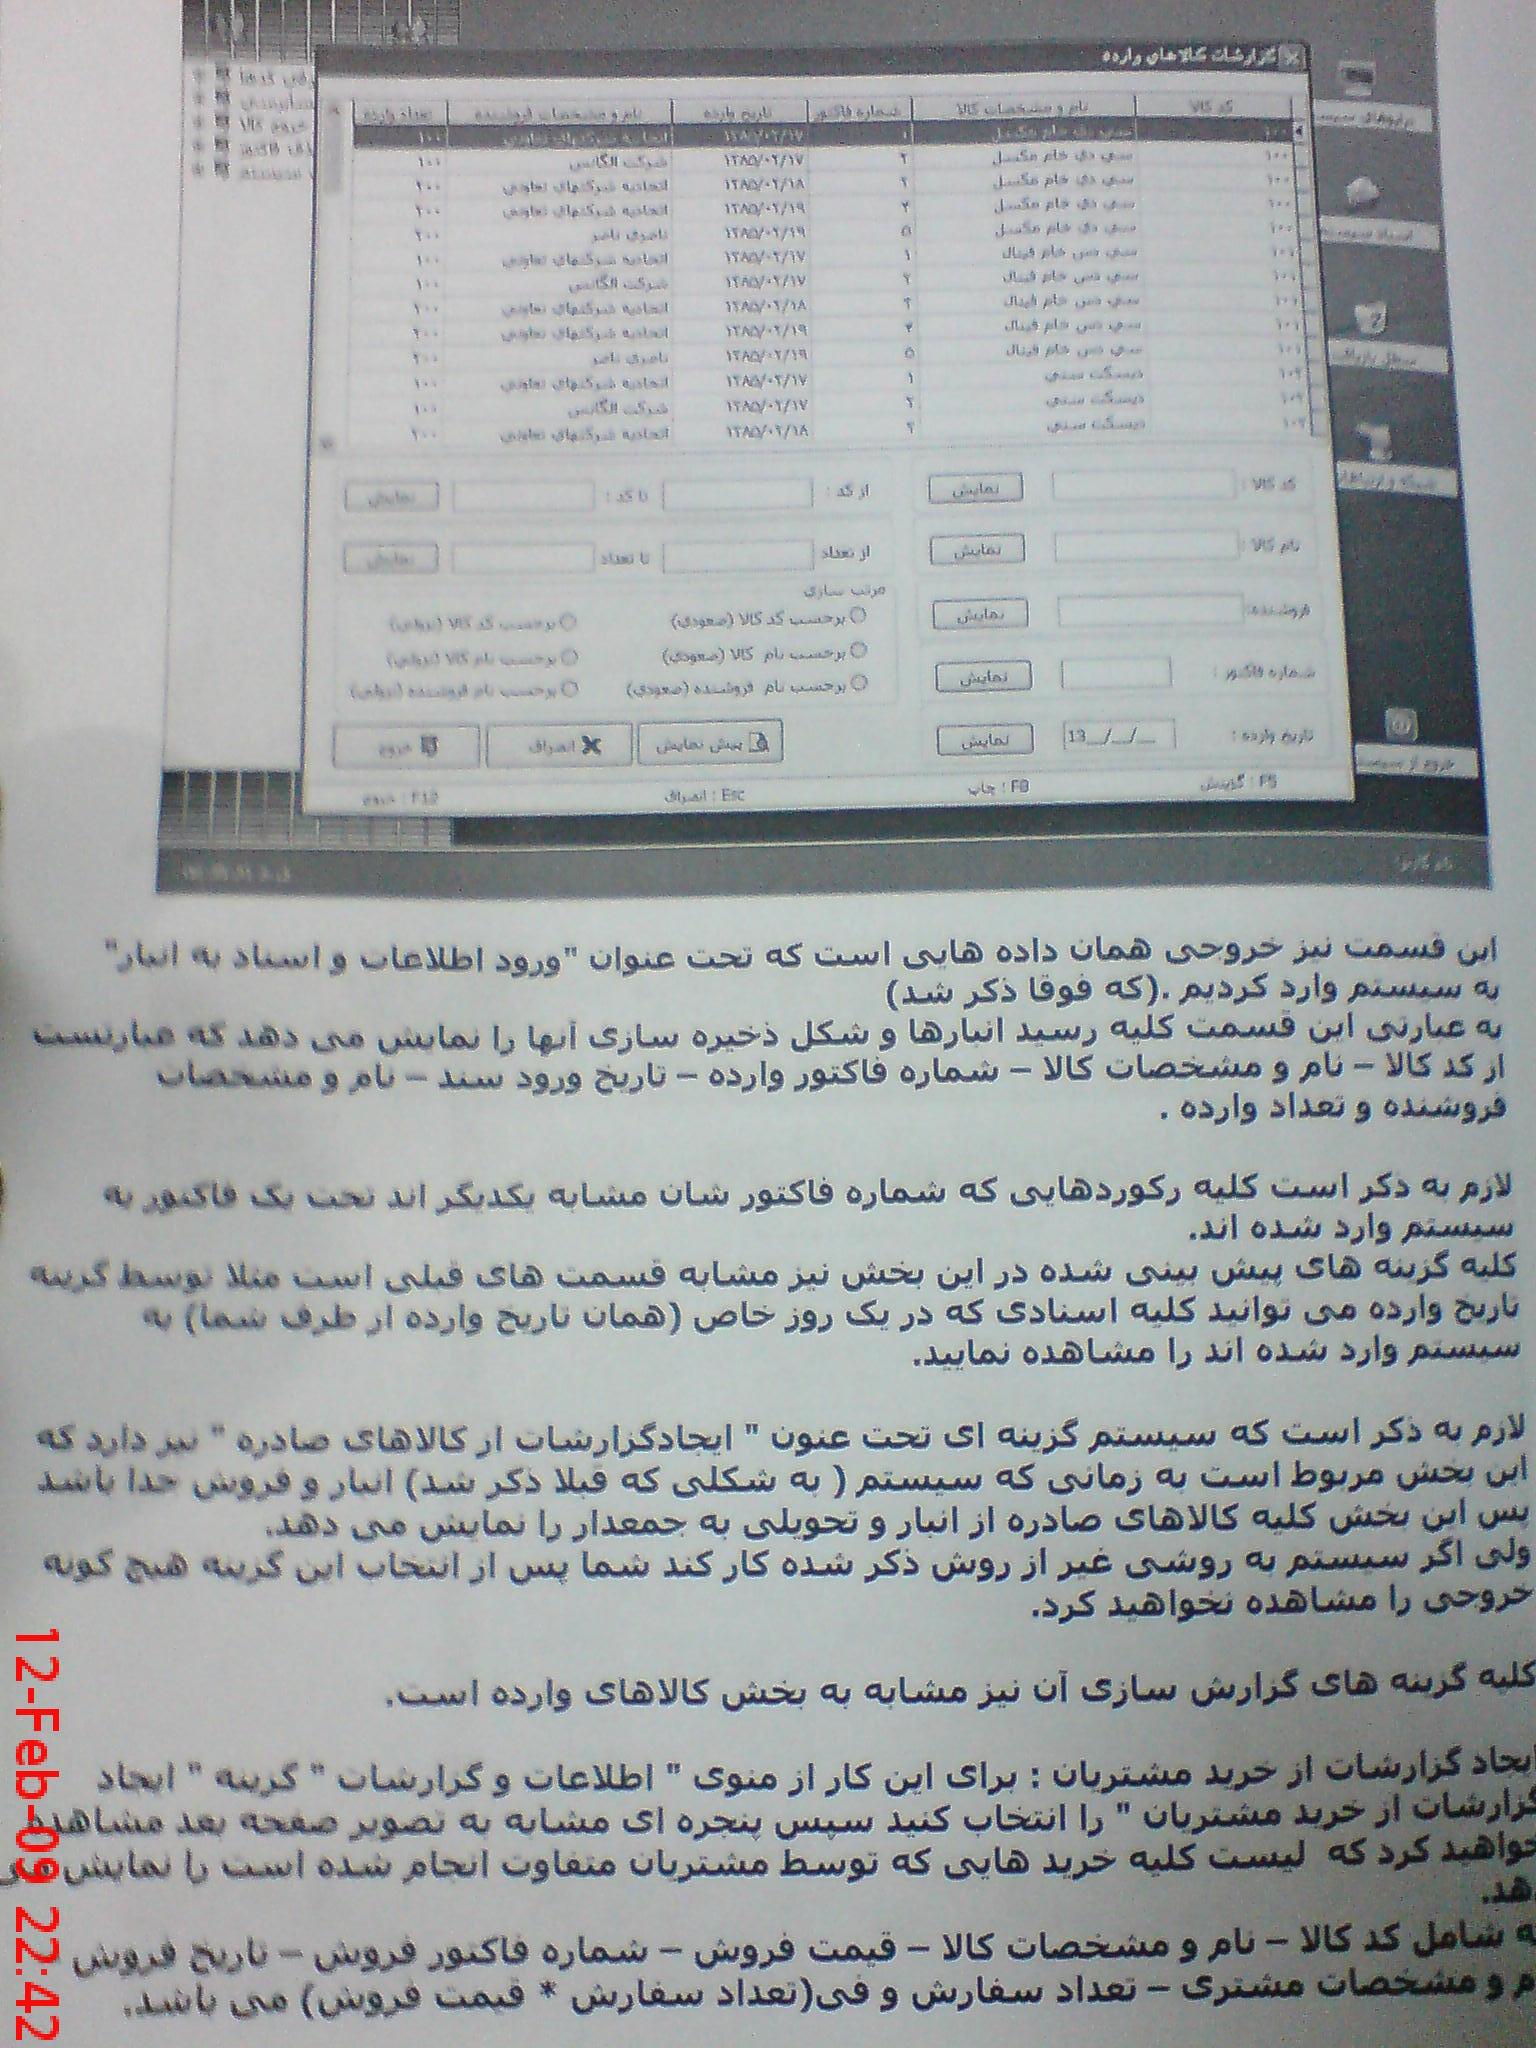 گزارشات کالاهای وارده
کد کالا نام و مشخصات کالا شماره فاکتور تاریخ وارده نام و مشخصات فروشنده تعداد وارده
۱۰۰ سی دی خام مکسل ۱ ۱۳۸۵/۰۲/۱۷ اتحادیه شرکتهای تعاونی ۱۰۰
۱۰۰ سی دی خام مکسل ۲ ۱۳۸۵/۰۲/۱۷ شرکت الگانس ۱۰۰
۱۰۰ سی دی خام مکسل ۳ ۱۳۸۵/۰۲/۱۸ اتحادیه شرکتهای تعاونی ۲۰۰
۱۰۰ سی دی خام مکسل ۴ ۱۳۸۵/۰۲/۱۹ اتحادیه شرکتهای تعاونی ۲۰۰
۱۰۰ سی دی خام مکسل ۵ ۱۳۸۵/۰۲/۱۹ ناصری ناصر ۲۰۰
۱۰۱ سی دی خام فینال ۱ ۱۳۸۵/۰۲/۱۷ اتحادیه شرکتهای تعاونی ۱۰۰
۱۰۱ سی دی خام فینال ۲ ۱۳۸۵/۰۲/۱۷ شرکت الگانس ۱۰۰
۱۰۱ سی دی خام فینال ۳ ۱۳۸۵/۰۲/۱۸ اتحادیه شرکتهای تعاونی ۲۰۰
۱۰۱ سی دی خام فینال ۴ ۱۳۸۵/۰۲/۱۹ اتحادیه شرکتهای تعاونی ۲۰۰
۱۰۱ سی دی خام فینال ۵ ۱۳۸۵/۰۲/۱۹ ناصری ناصر ۲۰۰
۱۰۲ دیسکت سنی ۱ ۱۳۸۵/۰۲/۱۷ اتحادیه شرکتهای تعاونی ۱۰۰
۱۰۲ دیسکت سنی ۲ ۱۳۸۵/۰۲/۱۷ شرکت الگانس ۱۰۰
۱۰۲ دیسکت سنی ۳ ۱۳۸۵/۰۲/۱۸ اتحادیه شرکتهای تعاونی ۲۰۰
کد کالا : نمایش از کد : تا کد : نمایش
نام کالا : نمایش از تعداد تا تعداد نمایش
مرتب سازی
فروشنده: نمایش برحسب کد کالا (صعودی) برحسب کد کالا (نزولی)
برحسب نام کالا (صعودی) برحسب نام کالا (نزولی)
شماره فاکتور : نمایش برحسب نام فروشنده (صعودی) برحسب نام فروشنده (نزولی)
تاریخ وارده : 13__/__/__ نمایش پیش نمایش انصراف خروج
F5 : گزینش F8 : چاپ Esc : انصراف F12 : خروج
خروج از سیستم
نام کاربر:
این قسمت نیز خروجی همان داده هایی است که تحت عنوان "ورود اطلاعات و اسناد به انبار"
به سیستم وارد کردیم .(که فوقا ذکر شد)
به عبارتی این قسمت کلیه رسید انبارها و شکل ذخیره سازی آنها را نمایش می دهد که عبارتست
از کد کالا – نام و مشخصات کالا – شماره فاکتور وارده – تاریخ ورود سند – نام و مشخصات
فروشنده و تعداد وارده .
لازم به ذکر است کلیه رکوردهایی که شماره فاکتور شان مشابه یکدیگر اند تحت یک فاکتور به
سیستم وارد شده اند.
کلیه گزینه های پیش بینی شده در این بخش نیز مشابه قسمت های قبلی است مثلا توسط گزینه
تاریخ وارده می توانید کلیه اسنادی که در یک روز خاص (همان تاریخ وارده از طرف شما) به
سیستم وارد شده اند را مشاهده نمایید.
لازم به ذکر است که سیستم گزینه ای تحت عنون " ایجادگزارشات از کالاهای صادره " نیز دارد که
این بخش مربوط است به زمانی که سیستم ( به شکلی که قبلا ذکر شد) انبار و فروش جدا باشد
پس این بخش کلیه کالاهای صادره از انبار و تحویلی به جمعدار را نمایش می دهد.
ولی اگر سیستم به روشی غیر از روش ذکر شده کار کند شما پس از انتخاب این گزینه هیچ گونه
خروجی را مشاهده نخواهید کرد.
کلیه گزینه های گزارش سازی آن نیز مشابه به بخش کالاهای وارده است.
ایجاد گزارشات از خرید مشتریان : برای این کار از منوی " اطلاعات و گزارشات " گزینه " ایجاد
گزارشات از خرید مشتریان " را انتخاب کنید سپس پنجره ای مشابه به تصویر صفحه بعد مشاهده
خواهید کرد که لیست کلیه خرید هایی که توسط مشتریان متفاوت انجام شده است را نمایش می
دهد.
که شامل کد کالا – نام و مشخصات کالا – قیمت فروش – شماره فاکتور فروش – تاریخ فروش
نام و مشخصات مشتری – تعداد سفارش و فی(تعداد سفارش * قیمت فروش) می باشد.
12-Feb-09 22:42